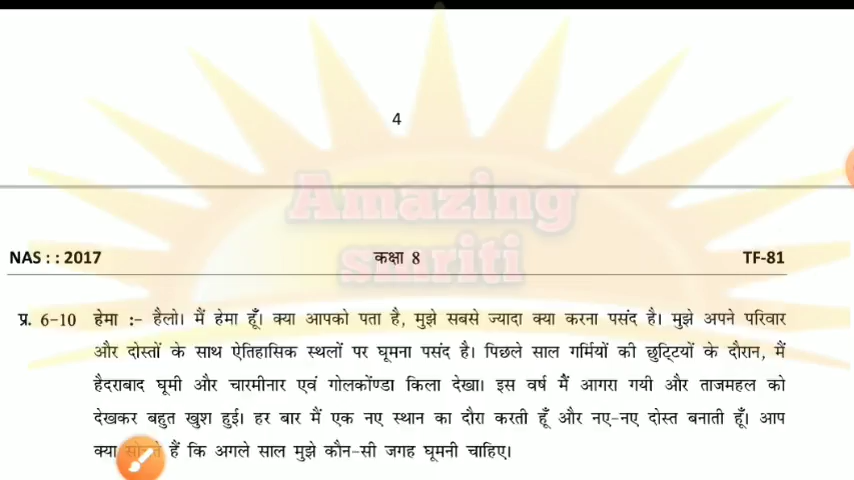 4
Amazing
smriti
NAS : : 2017 कक्षा 8 TF-81
प्र. 6-10 हेमा :- हैलो। मैं हेमा हूँ। क्या आपको पता है, मुझे सबसे ज्यादा क्या करना पसंद है। मुझे अपने परिवार
और दोस्तों के साथ ऐतिहासिक स्थलों पर घूमना पसंद है। पिछले साल गर्मियों की छुट्टियों के दौरान, मैं
हैदराबाद घूमी और चारमीनार एवं गोलकोंण्डा किला देखा। इस वर्ष मैं आगरा गयी और ताजमहल को
देखकर बहुत खुश हुई। हर बार मैं एक नए स्थान का दौरा करती हूँ और नए-नए दोस्त बनाती हूँ। आप
क्या हैं कि अगले साल मुझे कौन-सी जगह घूमनी चाहिए।